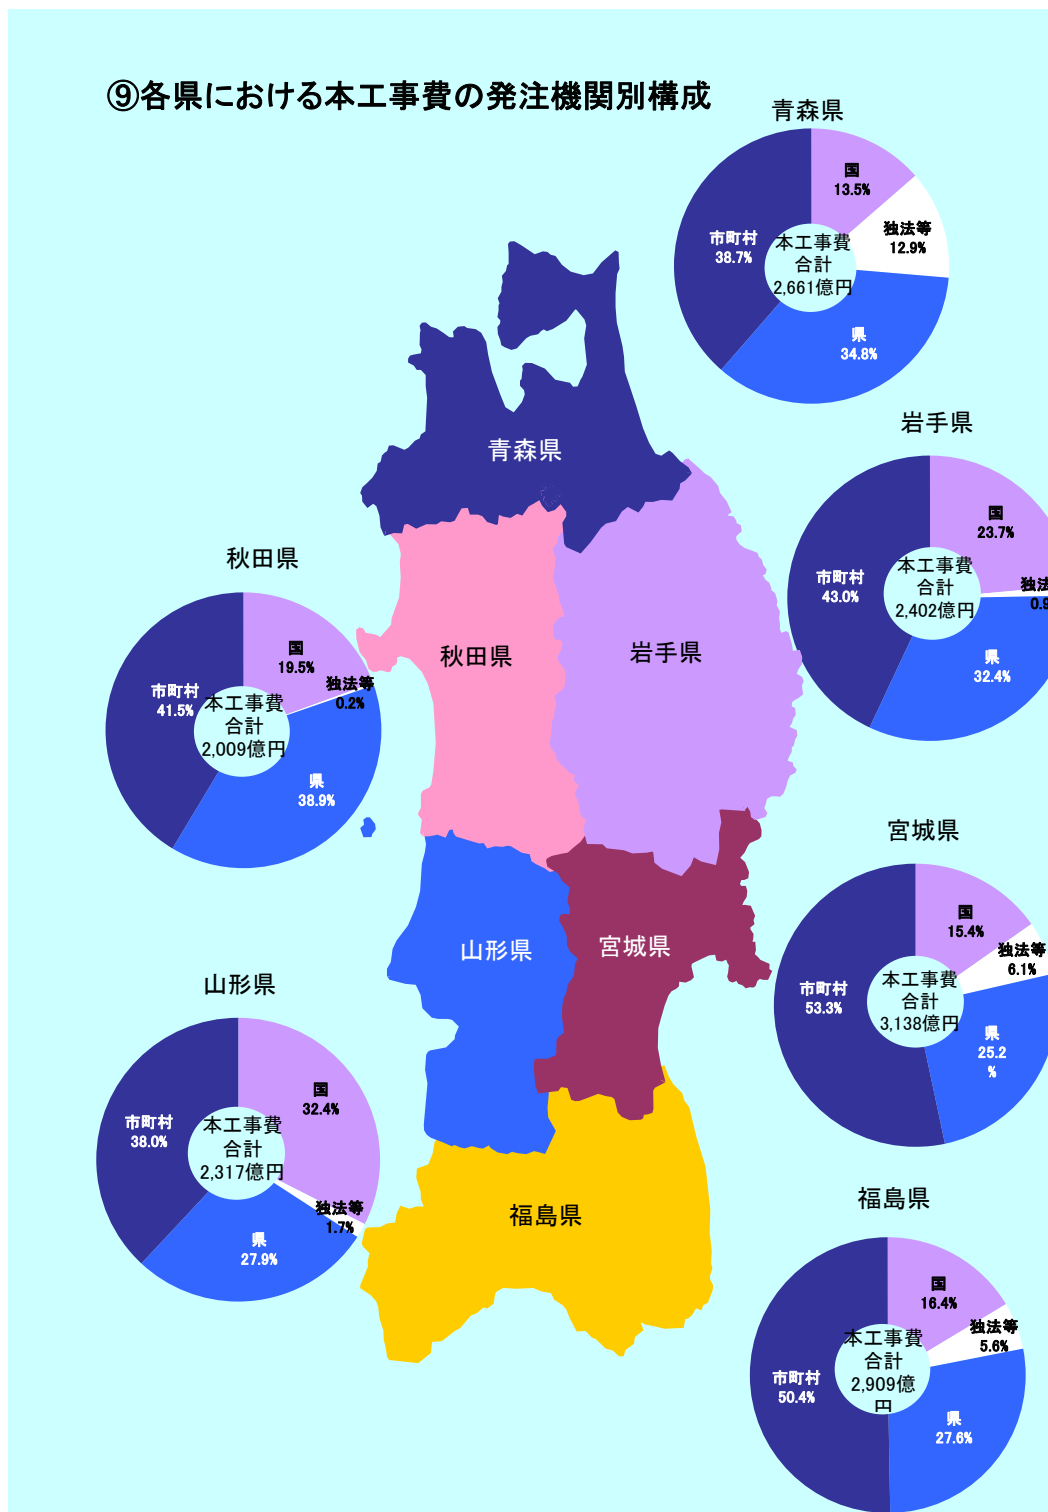 ⑨各県における本工事費の発注機関別構成
青森県
国
13.5%
独法等
12.9%
県
34.8%
市町村
38.7%
本工事費
合計
2,661億円
岩手県
国
23.7%
独法
0.9
県
32.4%
市町村
43.0%
本工事費
合計
2,402億円
秋田県
国
19.5%
独法等
0.2%
県
38.9%
市町村
41.5%
本工事費
合計
2,009億円
宮城県
国
15.4%
独法等
6.1%
県
25.2
%
市町村
53.3%
本工事費
合計
3,138億円
山形県
国
32.4%
独法等
1.7%
県
27.9%
市町村
38.0%
本工事費
合計
2,317億円
福島県
国
16.4%
独法等
5.6%
県
27.6%
市町村
50.4%
本工事費
合計
2,909億
円
青森県
秋田県
岩手県
山形県
宮城県
福島県